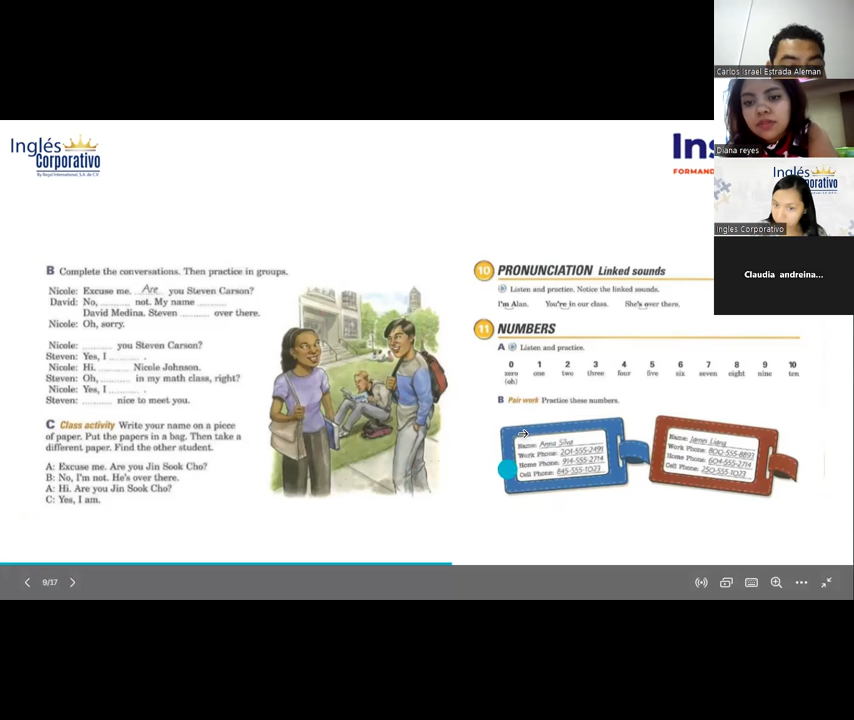 Inglés
Corporativo
By Royal International, S.A. de C.V.
Ins
FORMAND
B Complete the conversations. Then practice in groups.
Nicole: Excuse me. Are you Steven Carson?
David: No, .......... not. My name ..........
David Medina. Steven .......... over there.
Nicole: Oh, sorry.
Nicole: .......... you Steven Carson?
Steven: Yes, I .......... .
Nicole: Hi. .......... Nicole Johnson.
Steven: Oh, .......... in my math class, right?
Nicole: Yes, I .......... .
Steven: .......... nice to meet you.
C Class activity Write your name on a piece
of paper. Put the papers in a bag. Then take a
different paper. Find the other student.
A: Excuse me. Are you Jin Sook Cho?
B: No, I'm not. He's over there.
A: Hi. Are you Jin Sook Cho?
C: Yes, I am.
10 PRONUNCIATION Linked sounds
Listen and practice. Notice the linked sounds.
I'm Alan. You're in our class. She's over there.
11 NUMBERS
A Listen and practice.
0 1 2 3 4 5 6 7 8 9 10
zero one two three four five six seven eight nine ten
(oh)
B Pair work Practice these numbers.
Name: Anna Silva
Work Phone: 201-555-2491
Home Phone: 914-555-2714
Cell Phone: 845-555-1023
Name: James Liang
Work Phone: 800-555-8893
Home Phone: 604-555-2714
Cell Phone: 250-555-1023
Carlos Israel Estrada Aleman
Diana reyes
Inglés
orativo
Ingles Corporativo
Claudia andreina...
9/17